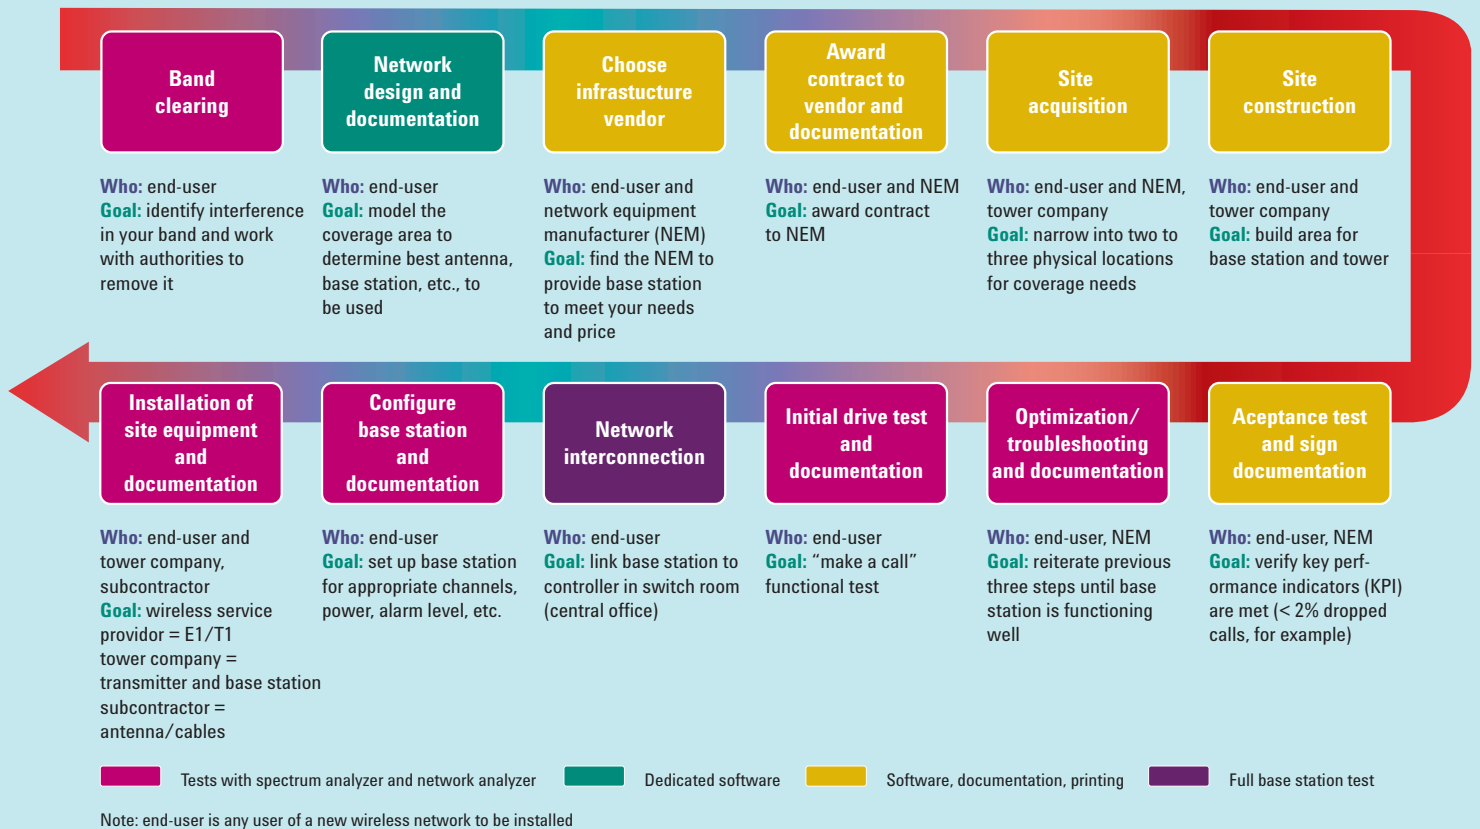 Band
clearing
Who: end-user
Goal: identify interference
in your band and work
with authorities to
remove it
Network
design and
documentation
Who: end-user
Goal: model the
coverage area to
determine best antenna,
base station, etc., to
be used
Choose
infrastucture
vendor
Who: end-user and
network equipment
manufacturer (NEM)
Goal: find the NEM to
provide base station
to meet your needs
and price
Award
contract to
vendor and
documentation
Who: end-user and NEM
Goal: award contract
to NEM
Site
acquisition
Who: end-user and NEM,
tower company
Goal: narrow into two to
three physical locations
for coverage needs
Site
construction
Who: end-user and
tower company
Goal: build area for
base station and tower
Installation of
site equipment
and
documentation
Who: end-user and
tower company,
subcontractor
Goal: wireless service
providor = E1/T1
tower company =
transmitter and base station
subcontractor =
antenna/cables
Configure
base station
and
documentation
Who: end-user
Goal: set up base station
for appropriate channels,
power, alarm level, etc.
Network
interconnection
Who: end-user
Goal: link base station to
controller in switch room
(central office)
Initial drive test
and
documentation
Who: end-user
Goal: “make a call”
functional test
Optimization/
troubleshooting
and documentation
Who: end-user, NEM
Goal: reiterate previous
three steps until base
station is functioning
well
Aceptance test
and sign
documentation
Who: end-user, NEM
Goal: verify key perf-
ormance indicators (KPI)
are met (< 2% dropped
calls, for example)
Tests with spectrum analyzer and network analyzer
Dedicated software
Software, documentation, printing
Full base station test
Note: end-user is any user of a new wireless network to be installed